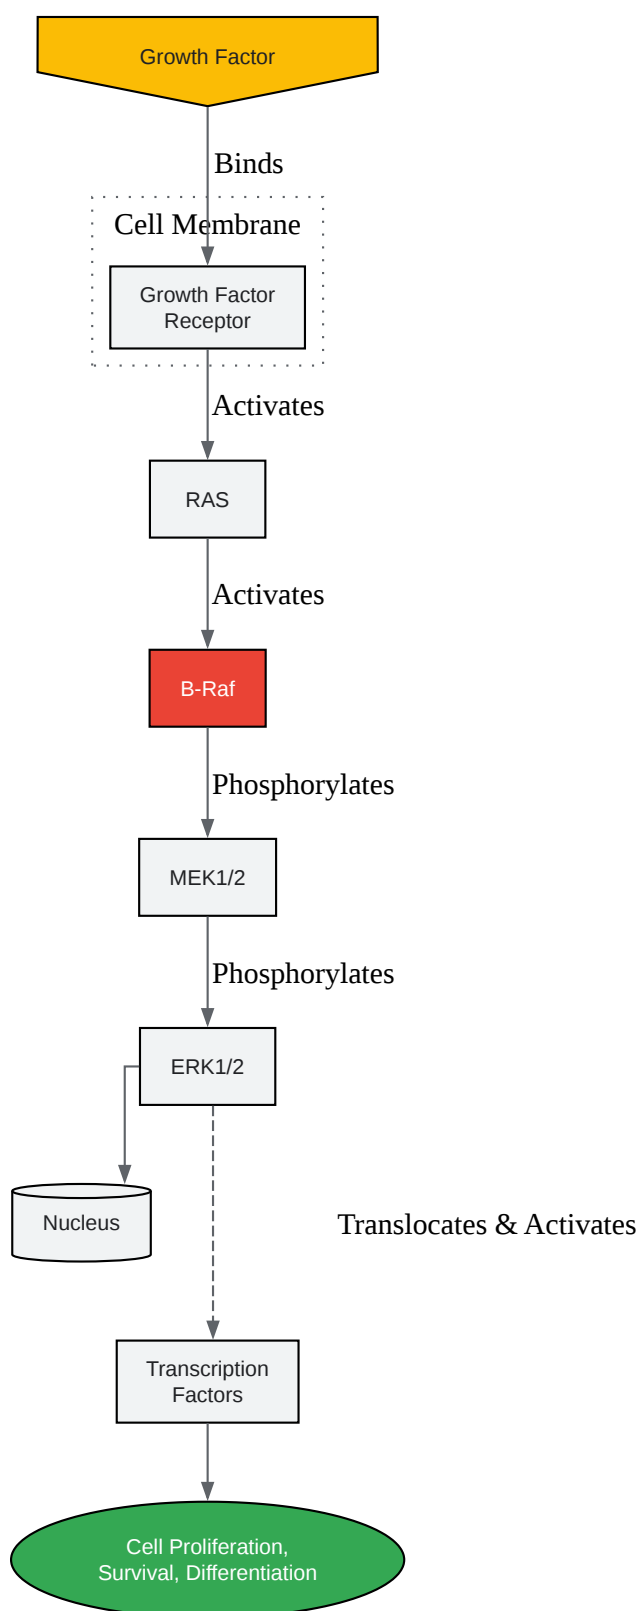 Growth Factor
Binds
Cell Membrane
Growth Factor
Receptor
Activates
RAS
Activates
B-Raf
Phosphorylates
MEK1/2
Phosphorylates
ERK1/2
Nucleus
Translocates & Activates
Transcription
Factors
Cell Proliferation,
Survival, Differentiation